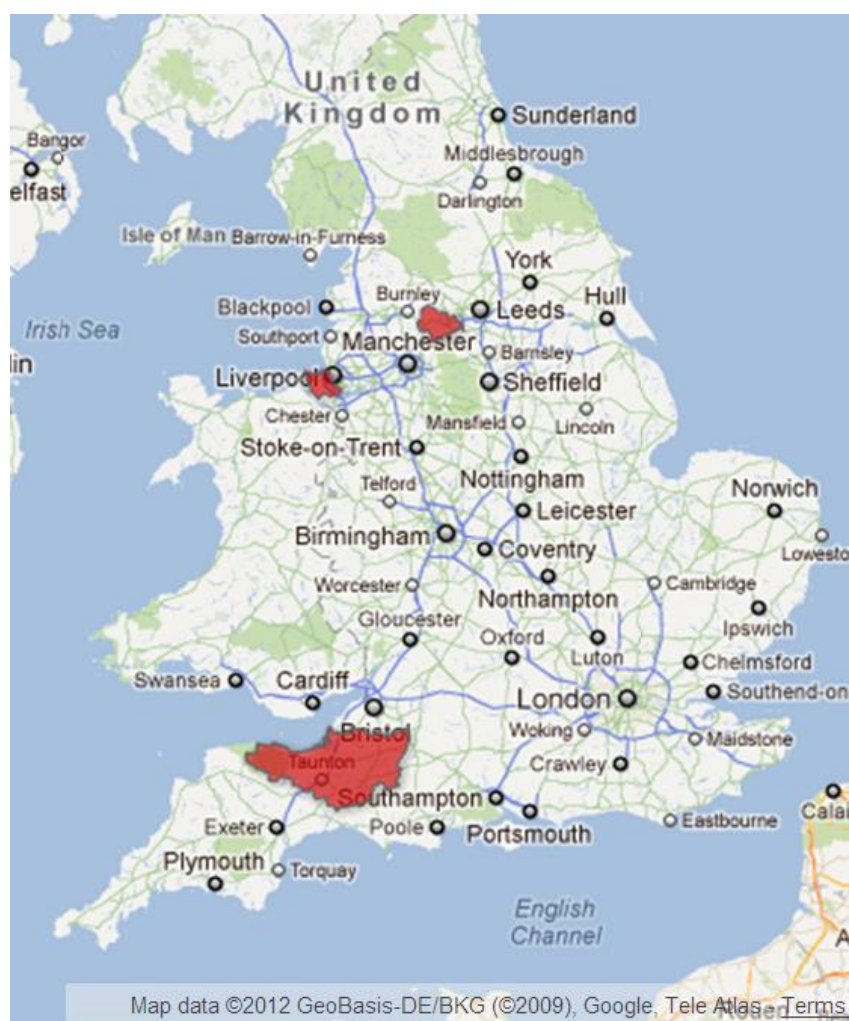 United
Kingdom
Sunderland
Bangor
Middlesbrough
elfast
Darlington
Isle of Man
Barrow-in-Furness
York
Blackpool
Burnley
Leeds
Hull
Irish Sea
Southport
Manchester
Barnsley
lin
Liverpool
Sheffield
Chester
Mansfield
Lincoln
Stoke-on-Trent
Nottingham
Telford
Norwich
Leicester
Birmingham
Coventry
Lowesto
Worcester
Cambridge
Northampton
Gloucester
Ipswich
Oxford
Luton
Chelmsford
Swansea
Cardiff
London
Southend-on
Bristol
Woking
Maidstone
Taunton
Crawley
Southampton
Calai
Exeter
Poole
Portsmouth
Eastbourne
Plymouth
Torquay
English
Channel
A
Map data ©2012 GeoBasis-DE/BKG (©2009), Google, Tele Atlas - Terms